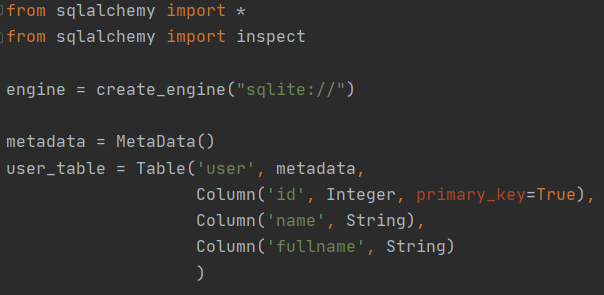 from sqlalchemy import *
from sqlalchemy import inspect
engine = create_engine("sqlite://")
metadata = MetaData()
user_table = Table('user', metadata,
Column('id', Integer, primary_key=True),
Column('name', String),
Column('fullname', String)
)